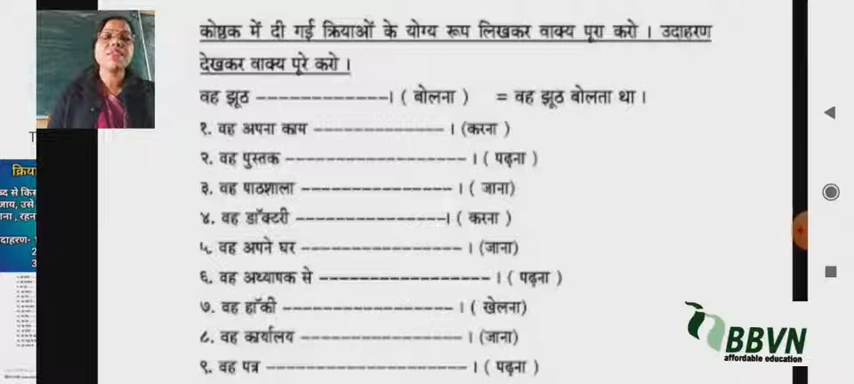 कोष्ठक में दी गई क्रियाओं के योग्य रूप लिखकर वाक्य पूरा करो । उदाहरण
देखकर वाक्य पूरे करो ।
वह झूठ -------------। ( बोलना ) = वह झूठ बोलता था ।
१. वह अपना काम ------------- । (करना )
२. वह पुस्तक ------------------ । ( पढ़ना )
३. वह पाठशाला --------------- । ( जाना)
४. वह डॉक्टरी ---------------। ( करना )
५. वह अपने घर ---------------- । (जाना)
६. वह अध्यापक से ----------------- । ( पढ़ना )
७. वह हॉकी ----------------- । ( खेलना)
८. वह कार्यालय ---------------- । (जाना)
९. वह पत्र -------------------- । ( पढ़ना )
BBVN
affordable education